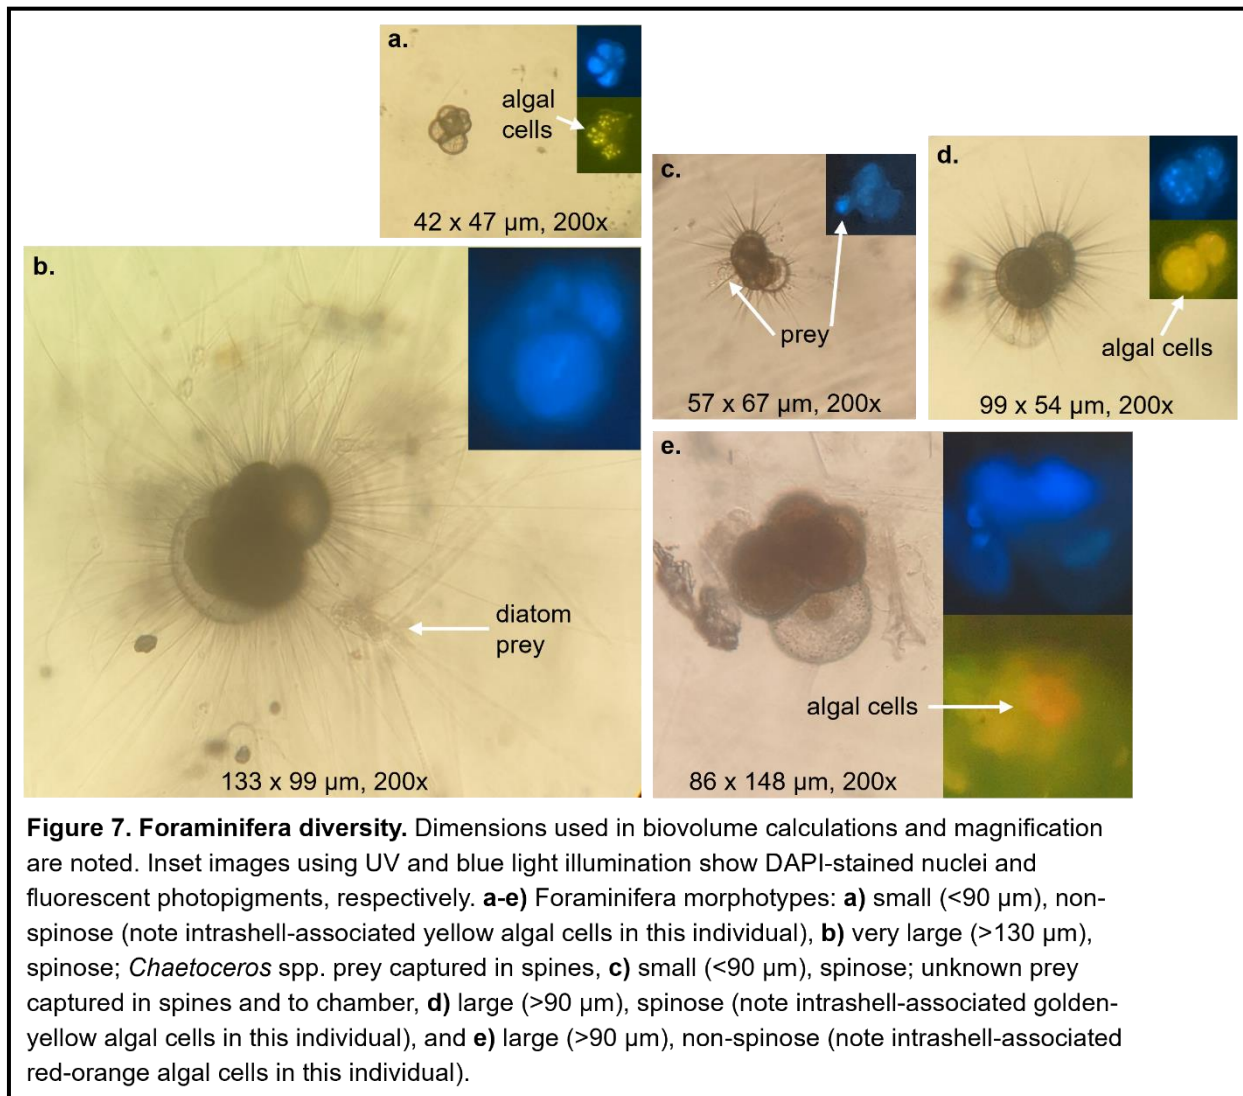 a.
algal
cells
42 x 47 µm, 200x
b.
diatom
prey
133 x 99 µm, 200x
c.
prey
57 x 67 µm, 200x
d.
algal cells
99 x 54 µm, 200x
e.
algal cells
86 x 148 µm, 200x
Figure 7. Foraminifera diversity. Dimensions used in biovolume calculations and magnification
are noted. Inset images using UV and blue light illumination show DAPI-stained nuclei and
fluorescent photopigments, respectively. a-e) Foraminifera morphotypes: a) small (<90 µm), non-
spinose (note intrashell-associated yellow algal cells in this individual), b) very large (>130 µm),
spinose; Chaetoceros spp. prey captured in spines, c) small (<90 µm), spinose; unknown prey
captured in spines and to chamber, d) large (>90 µm), spinose (note intrashell-associated golden-
yellow algal cells in this individual), and e) large (>90 µm), non-spinose (note intrashell-associated
red-orange algal cells in this individual).